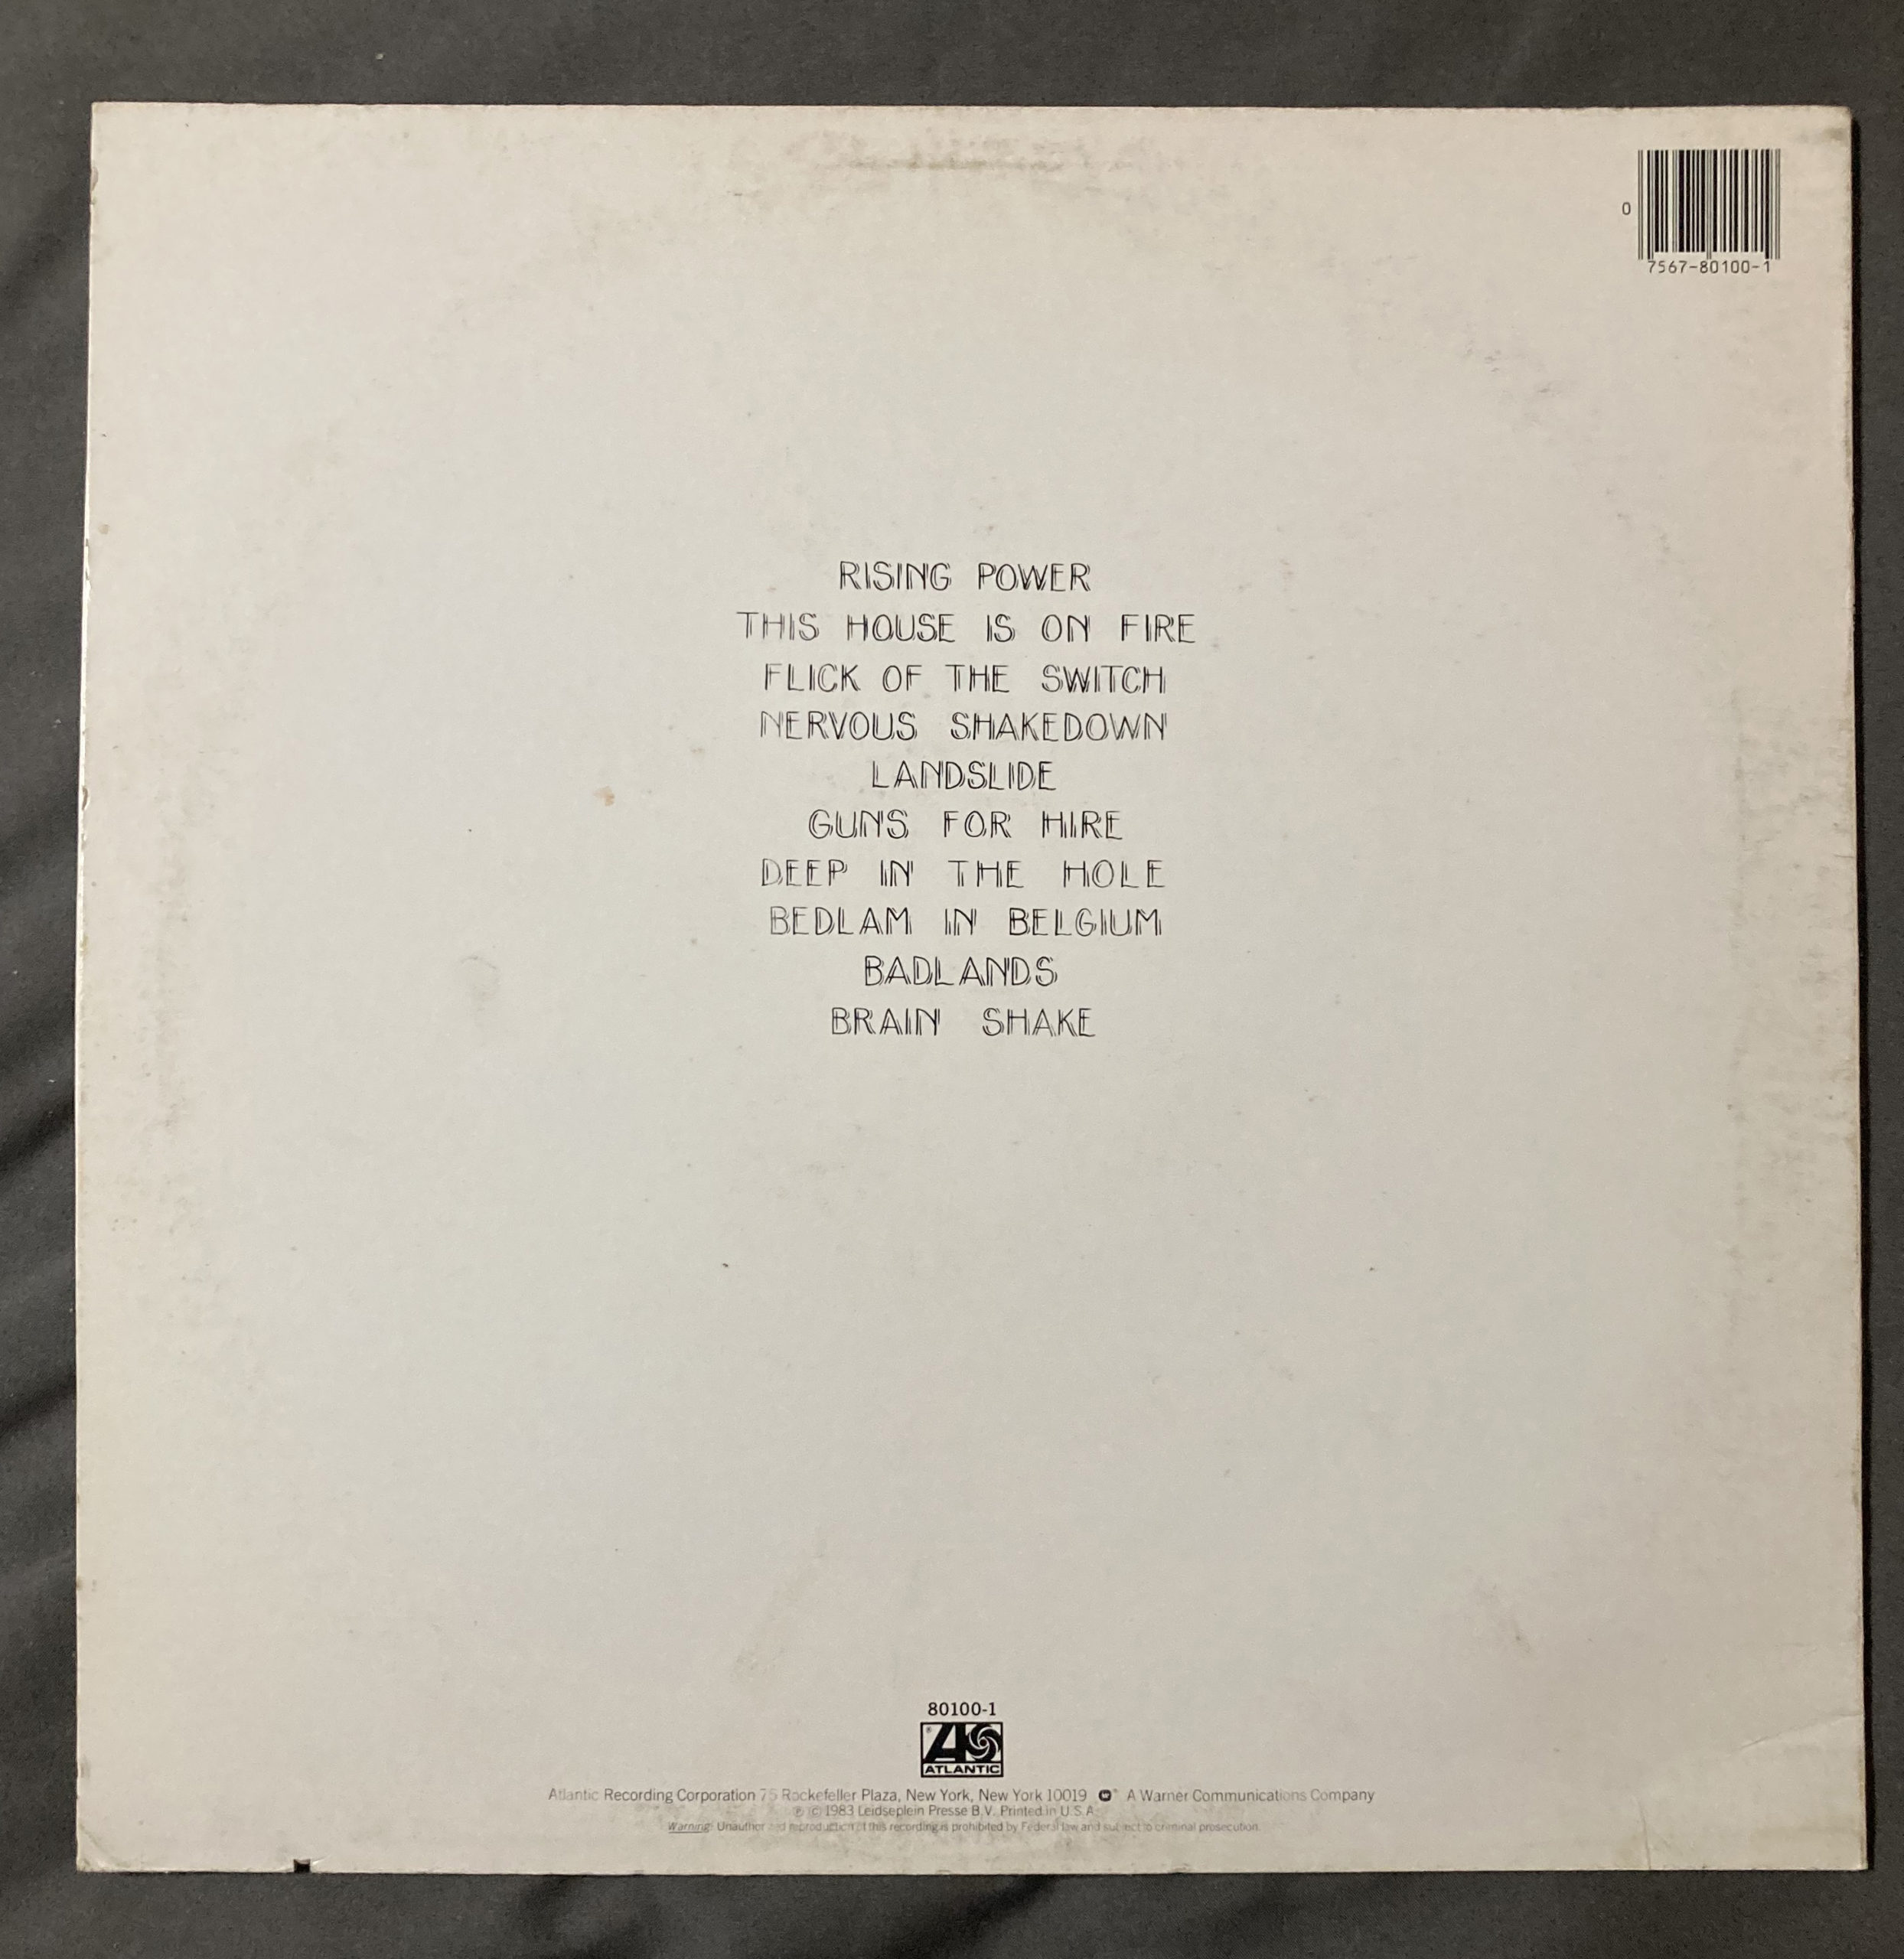 0
7567-80100-1
RISING POWER
THIS HOUSE IS ON FIRE
FLICK OF THE SWITCH
NERVOUS SHAKEDOWN
LANDSLIDE
GUNS FOR HIRE
DEEP IN THE HOLE
BEDLAM IN BELGIUM
BADLANDS
BRAIN SHAKE
80100-1
®
ATLANTIC
Atlantic Recording Corporation 75 Rockefeller Plaza, New York, New York 10019 A Warner Communications Company
℗ © 1983 Leidseplein Presse B.V. Printed in U.S.A.
Warning: Unauthorized reproduction of this recording is prohibited by Federal law and subject to criminal prosecution.